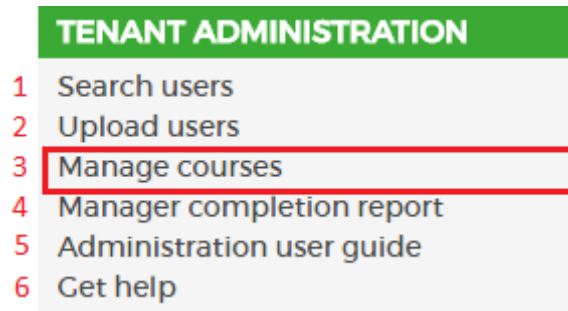 TENANT ADMINISTRATION
1 Search users
2 Upload users
3 Manage courses
4 Manager completion report
5 Administration user guide
6 Get help